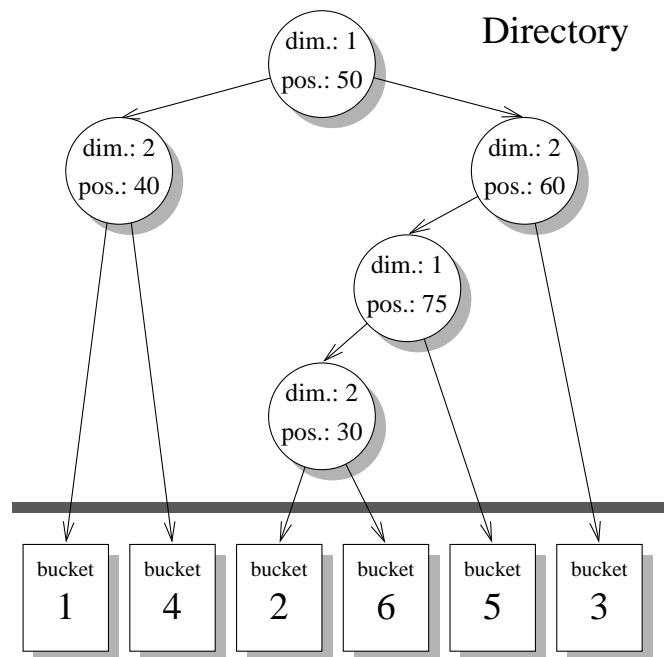 Directory
dim.: 1
pos.: 50
dim.: 2
pos.: 40
dim.: 2
pos.: 60
dim.: 1
pos.: 75
dim.: 2
pos.: 30
bucket
1
bucket
4
bucket
2
bucket
6
bucket
5
bucket
3